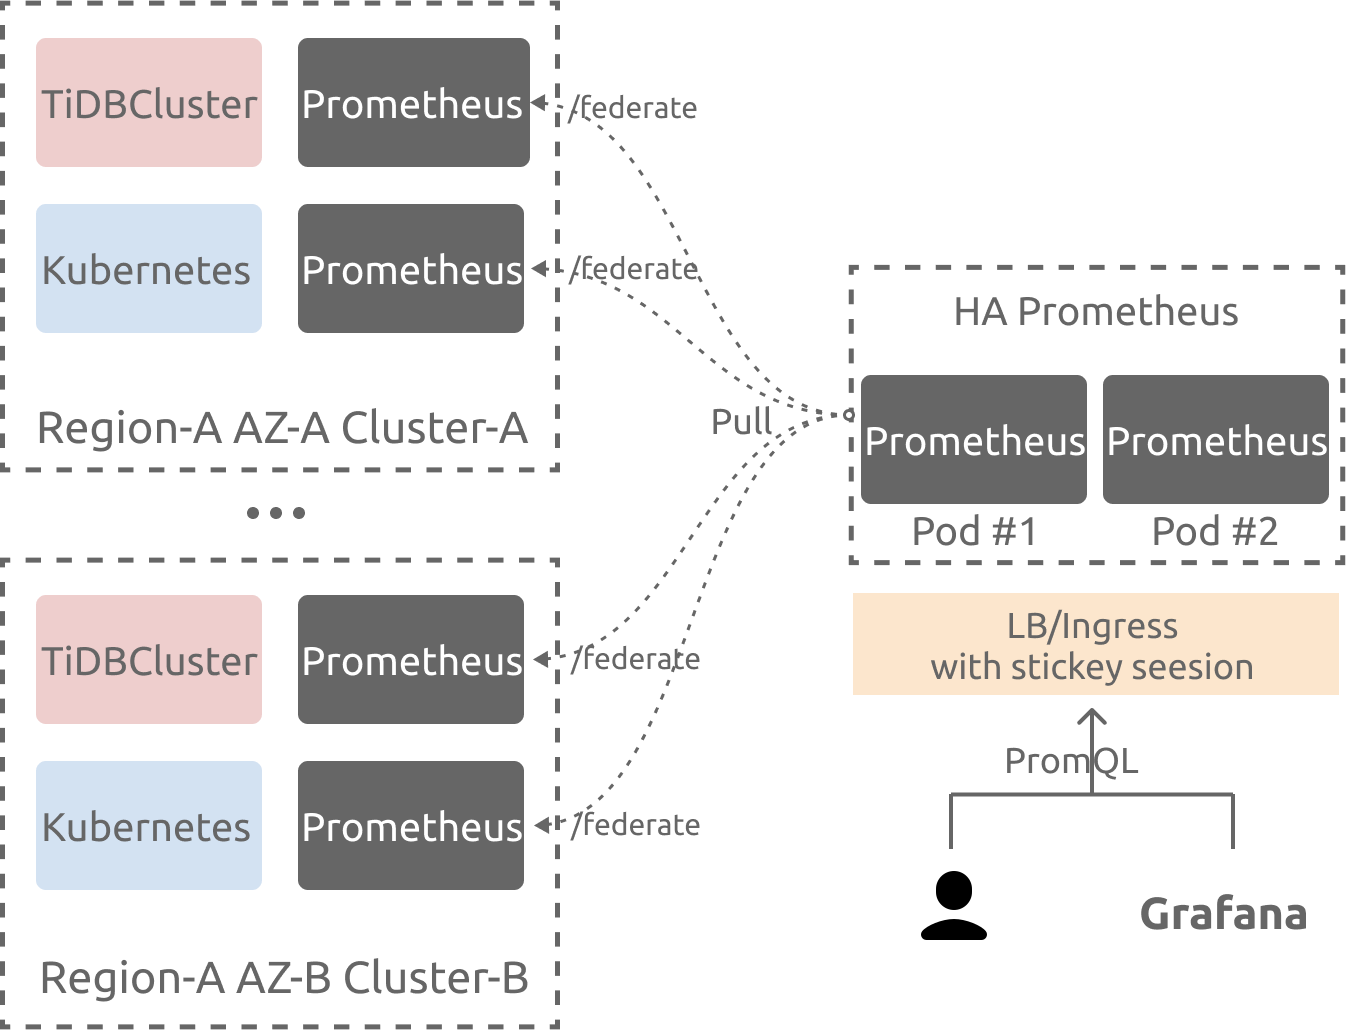 TiDBCluster
Prometheus
/federate
Kubernetes
Prometheus
/federate
Region-A AZ-A Cluster-A
TiDBCluster
Prometheus
/federate
Kubernetes
Prometheus
/federate
Region-A AZ-B Cluster-B
Pull
HA Prometheus
Prometheus
Prometheus
Pod #1
Pod #2
LB/Ingress
with stickey seesion
PromQL
Grafana